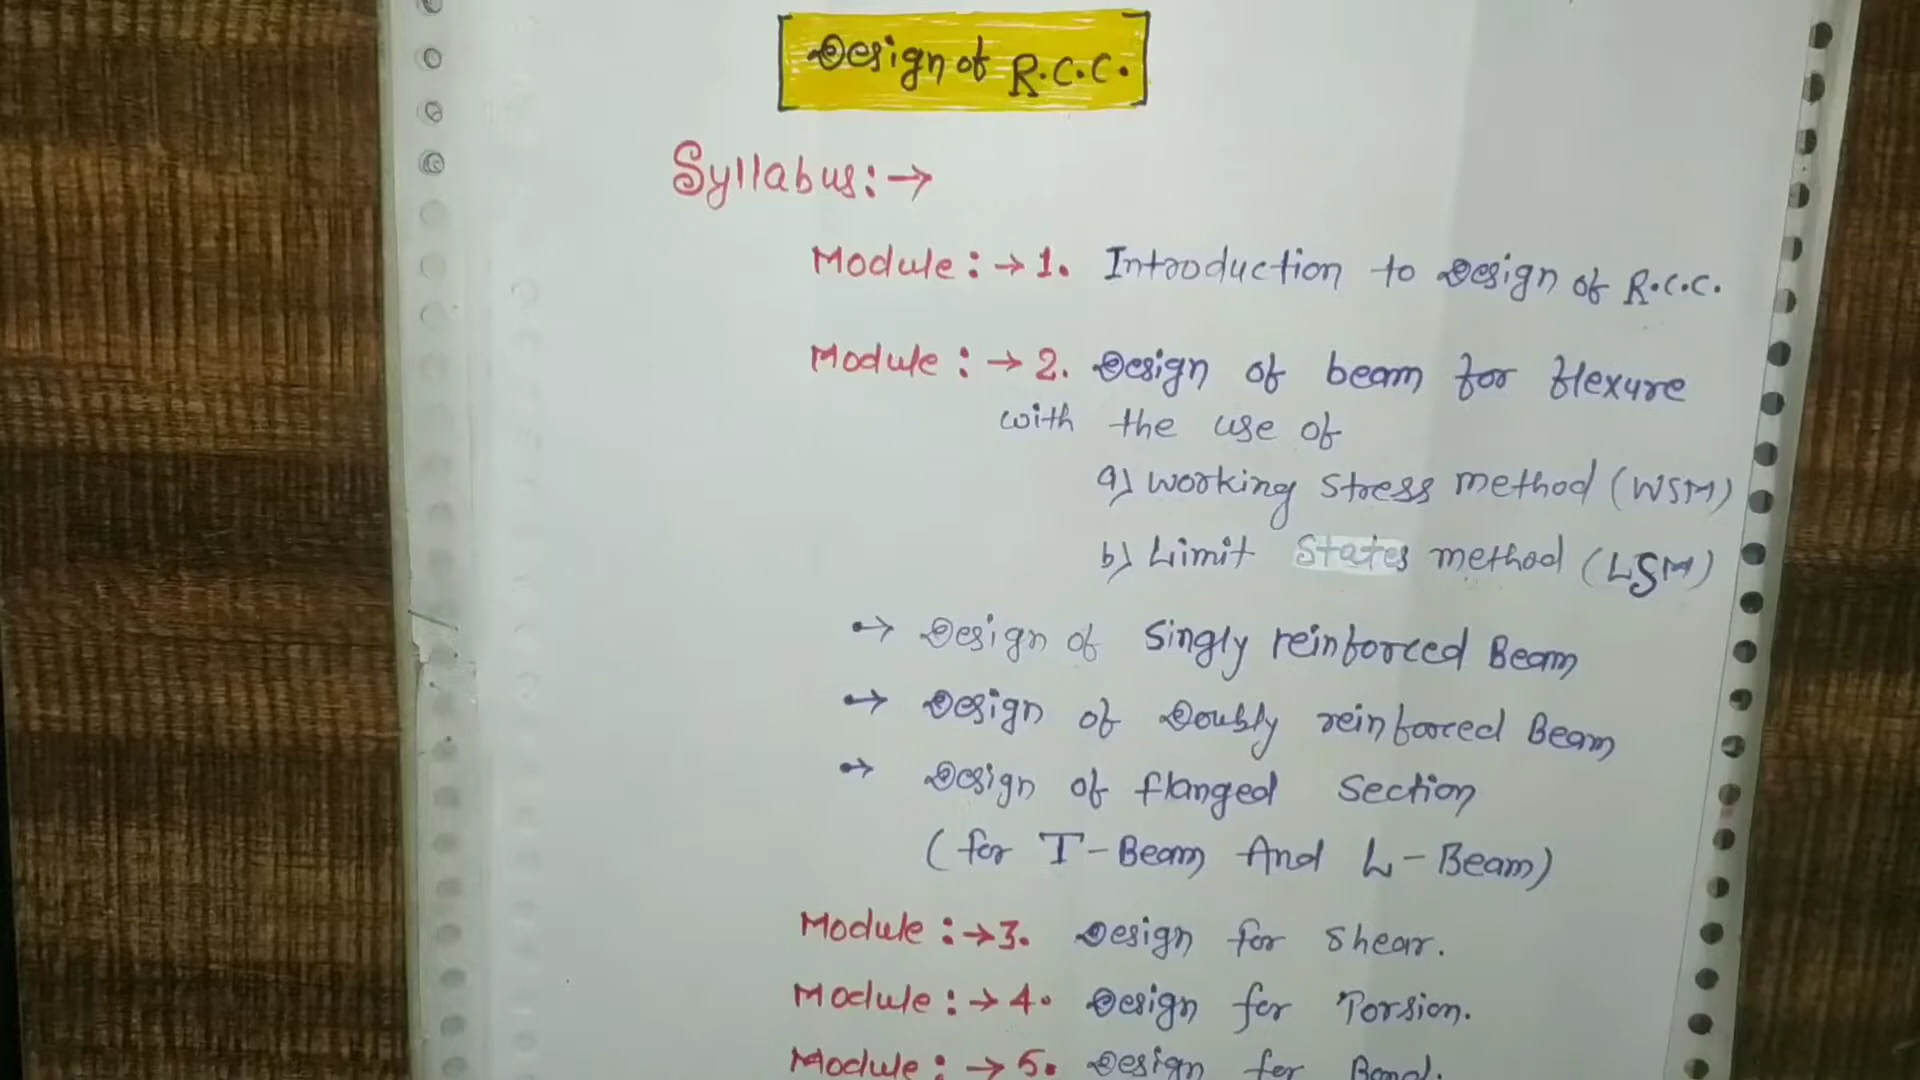 Design of R.C.C.
Syllabus:→
Module:→1. Introduction to Design of R.C.C.
Module:→2. Design of beam for flexure
with the use of
a) Working Stress method (WSM)
b) Limit States method (LSM)
→ Design of Singly reinforced Beam
→ Design of Doubly reinforced Beam
→ Design of flanged Section
(for T-Beam And L-Beam)
Module:→3. Design for Shear.
Module:→4. Design for Torsion.
Module:→5. Design for Bond.